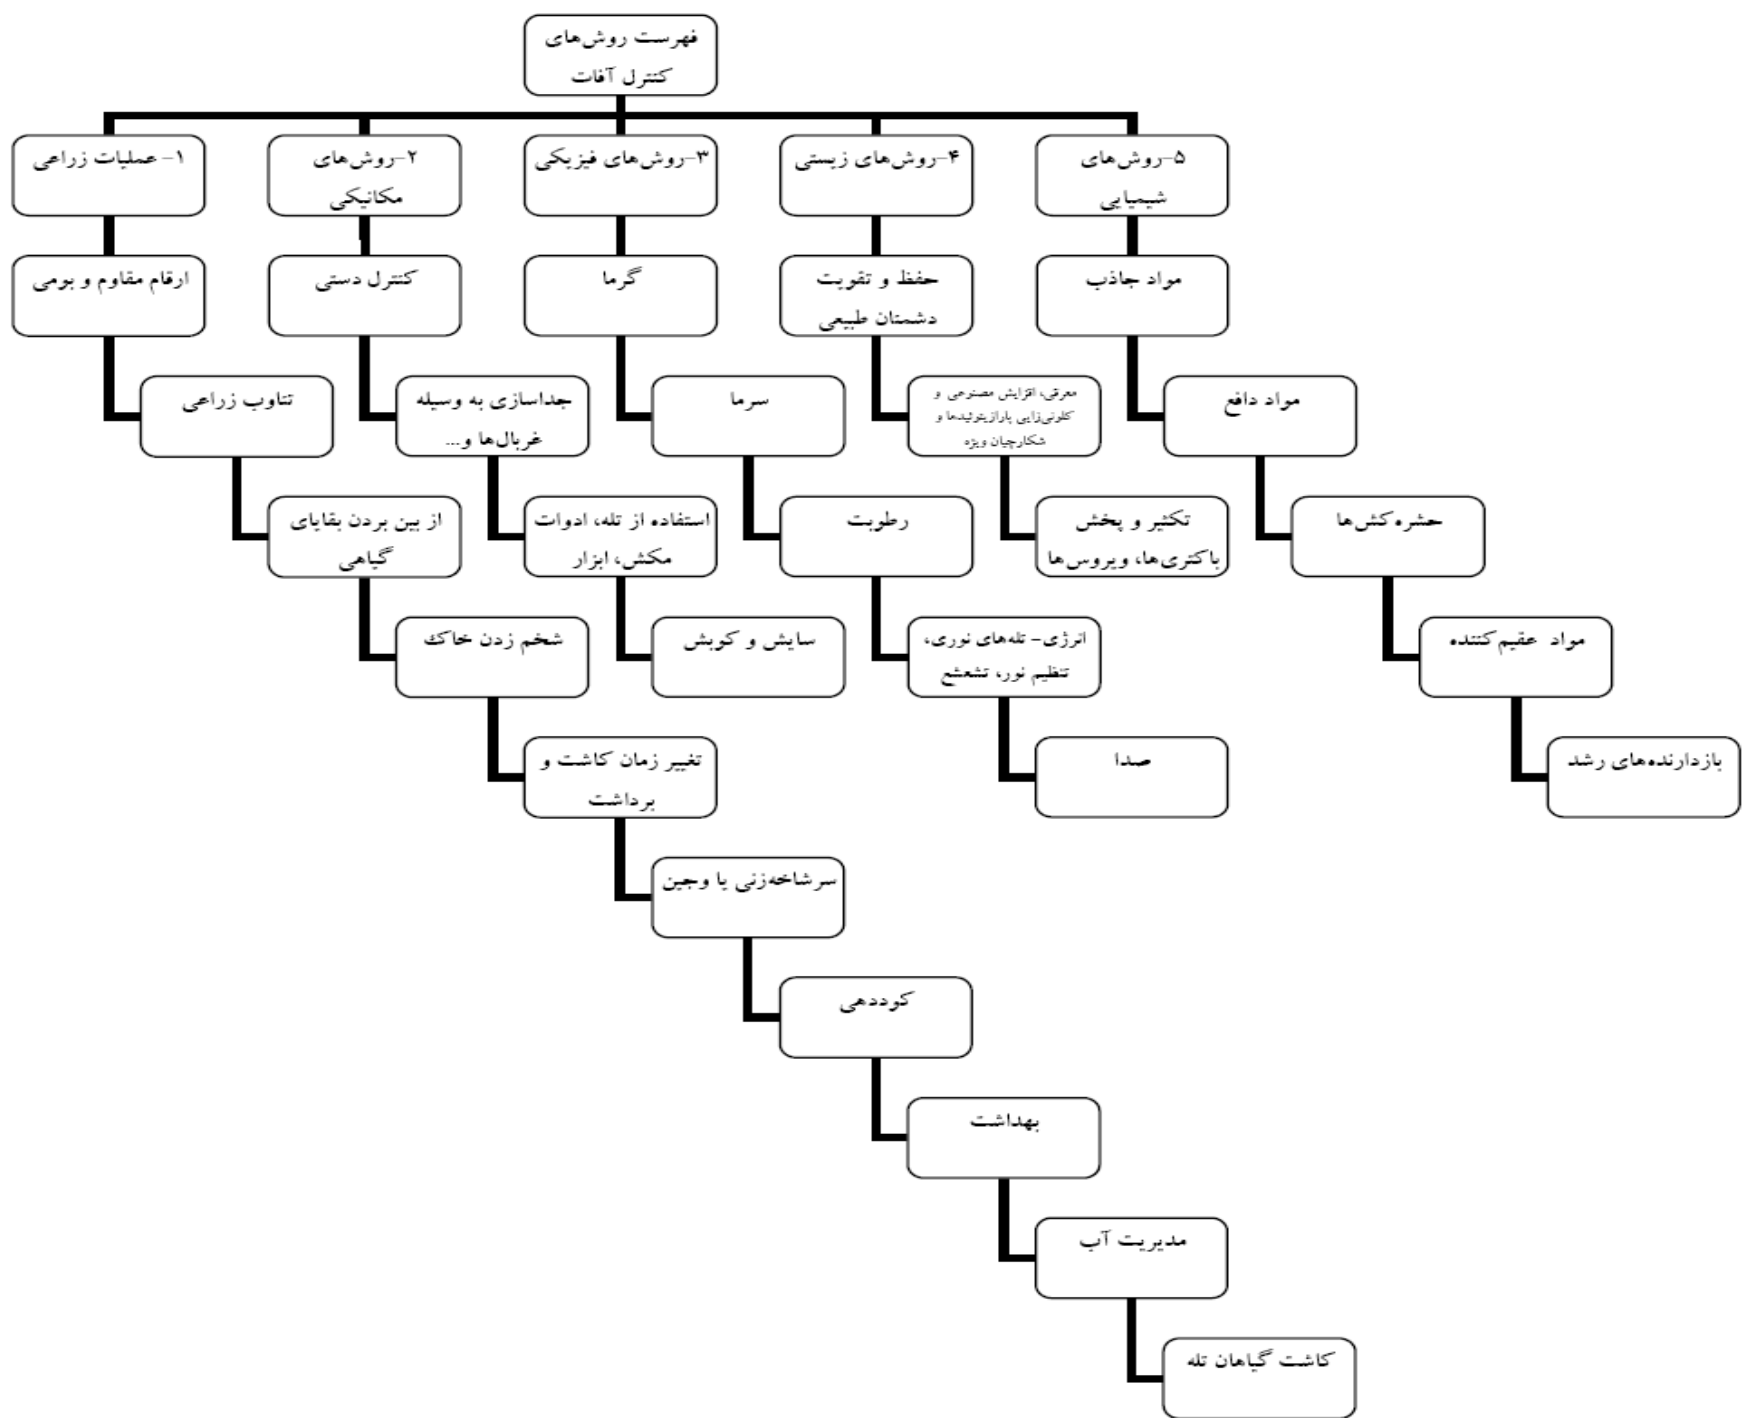 فهرست روش‌های
کنترل آفات
۱- عملیات زراعی
۲-روش‌های
مکانیکی
۳-روش‌های فیزیکی
۴-روش‌های زیستی
۵-روش‌های
شیمیایی
ارقام مقاوم و بومی
کنترل دستی
گرما
حفظ و تقویت
دشمنان طبیعی
مواد جاذب
تناوب زراعی
جداسازی به وسیله
غربال‌ها و...
سرما
معرقی، افزایش مصنوعی و
کلونی‌زایی پارازیتوئیدها و
شکارچیان ویژه
مواد دافع
از بین بردن بقایای
گیاهی
استفاده از تله، ادوات
مکش، ابزار
رطوبت
تکثیر و پخش
باکتری‌ها، ویروس‌ها
حشره‌کش‌ها
شخم زدن خاک
سایش و کوبش
انرژی- تله‌های نوری،
تنظیم نور، تشعشع
مواد عقیم‌کننده
تغییر زمان کاشت و
برداشت
صدا
بازدارنده‌های رشد
سرشاخه‌زنی یا وجین
کوددهی
بهداشت
مدیریت آب
کاشت گیاهان تله